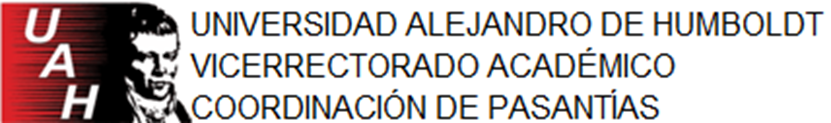 UAH
UNIVERSIDAD ALEJANDRO DE HUMBOLDT
VICERRECTORADO ACADÉMICO
COORDINACIÓN DE PASANTÍAS